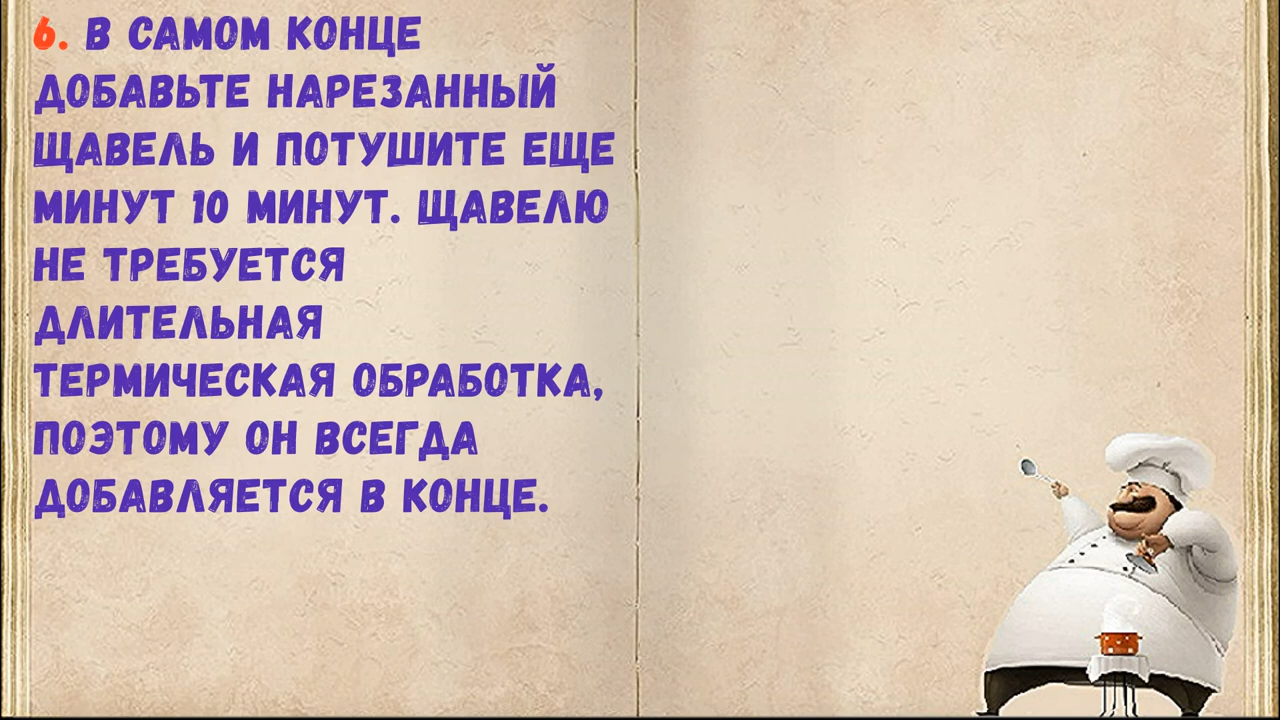 6. В САМОМ КОНЦЕ
ДОБАВЬТЕ НАРЕЗАННЫЙ
ЩАВЕЛЬ И ПОТУШИТЕ ЕЩЕ
МИНУТ 10 МИНУТ. ЩАВЕЛЮ
НЕ ТРЕБУЕТСЯ
ДЛИТЕЛЬНАЯ
ТЕРМИЧЕСКАЯ ОБРАБОТКА,
ПОЭТОМУ ОН ВСЕГДА
ДОБАВЛЯЕТСЯ В КОНЦЕ.